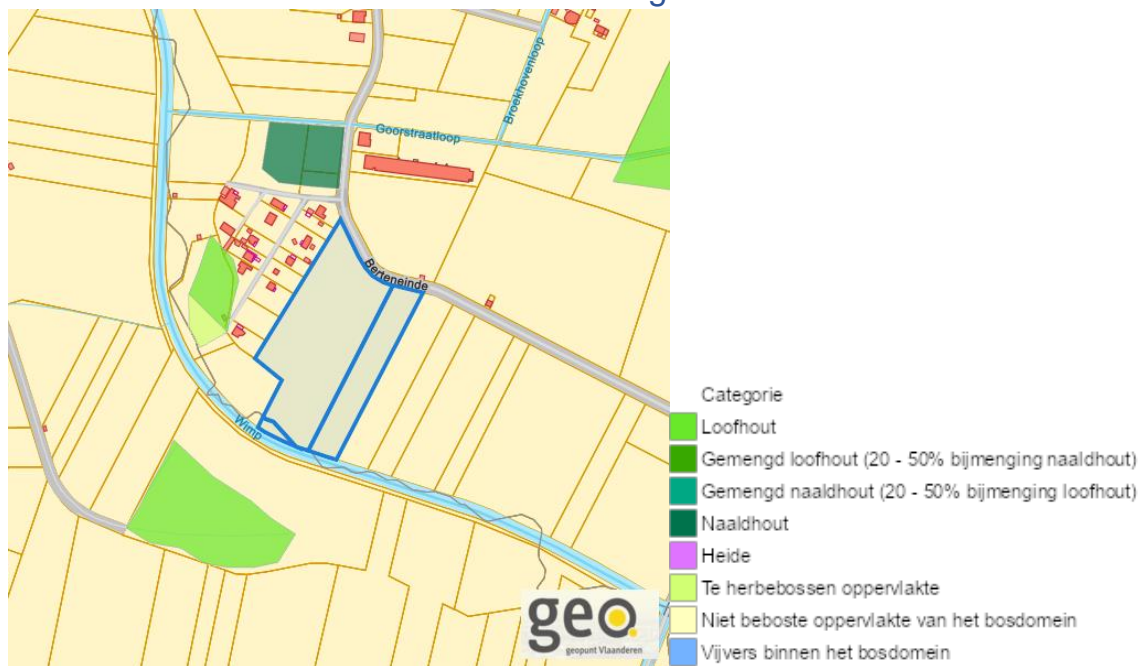 Broekhovenloop
Goorstraatloop
Berteneinde
Wimp
geo.
geopunt Vlaanderen
Categorie
Loofhout
Gemengd loofhout (20 - 50% bijmenging naaldhout)
Gemengd naaldhout (20 - 50% bijmenging loofhout)
Naaldhout
Heide
Te herbebossen oppervlakte
Niet beboste oppervlakte van het bosdomein
Vijvers binnen het bosdomein